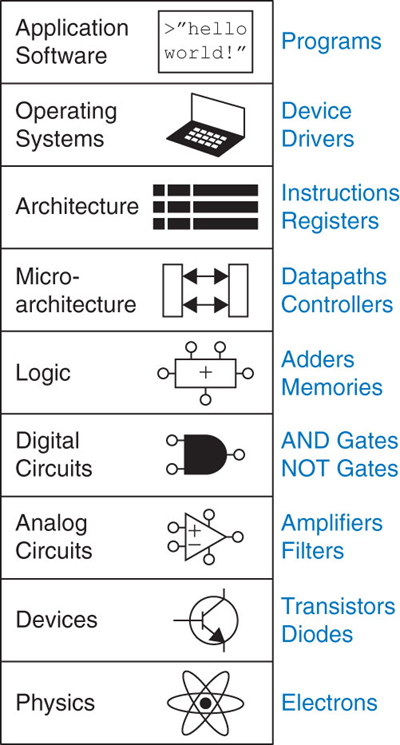 Application
Software
>"hello
world!"
Programs
Operating
Systems
Device
Drivers
Architecture
Instructions
Registers
Micro-
architecture
Datapaths
Controllers
Logic
+
Adders
Memories
Digital
Circuits
AND Gates
NOT Gates
Analog
Circuits
+
−
Amplifiers
Filters
Devices
Transistors
Diodes
Physics
Electrons